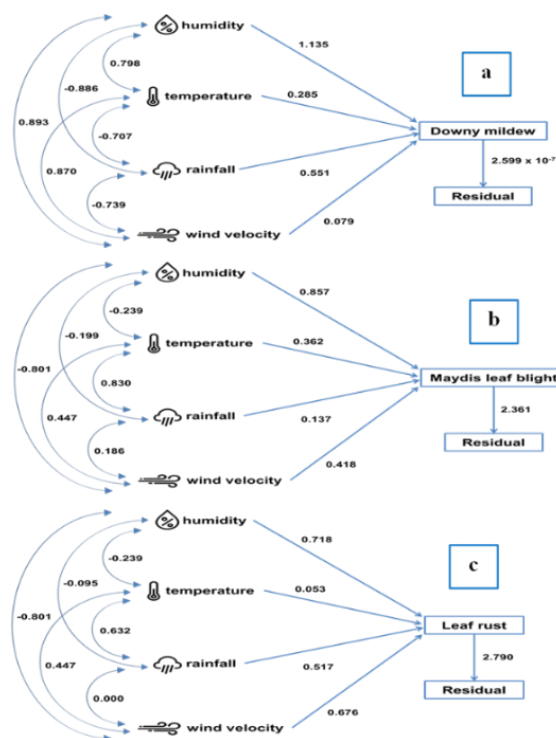 humidity
1.135
a
0.798
-0.886
temperature
0.285
0.893
Downy mildew
-0.707
0.870
2.599 x 10-⁷
rainfall
0.551
Residual
-0.739
0.079
wind velocity
humidity
0.857
-0.239
b
-0.199
temperature
0.362
-0.801
Maydis leaf blight
0.830
0.447
2.361
rainfall
0.137
Residual
0.186
0.418
wind velocity
humidity
0.718
-0.239
c
-0.095
temperature
0.053
-0.801
Leaf rust
0.632
0.447
2.790
rainfall
0.517
Residual
0.000
0.676
wind velocity